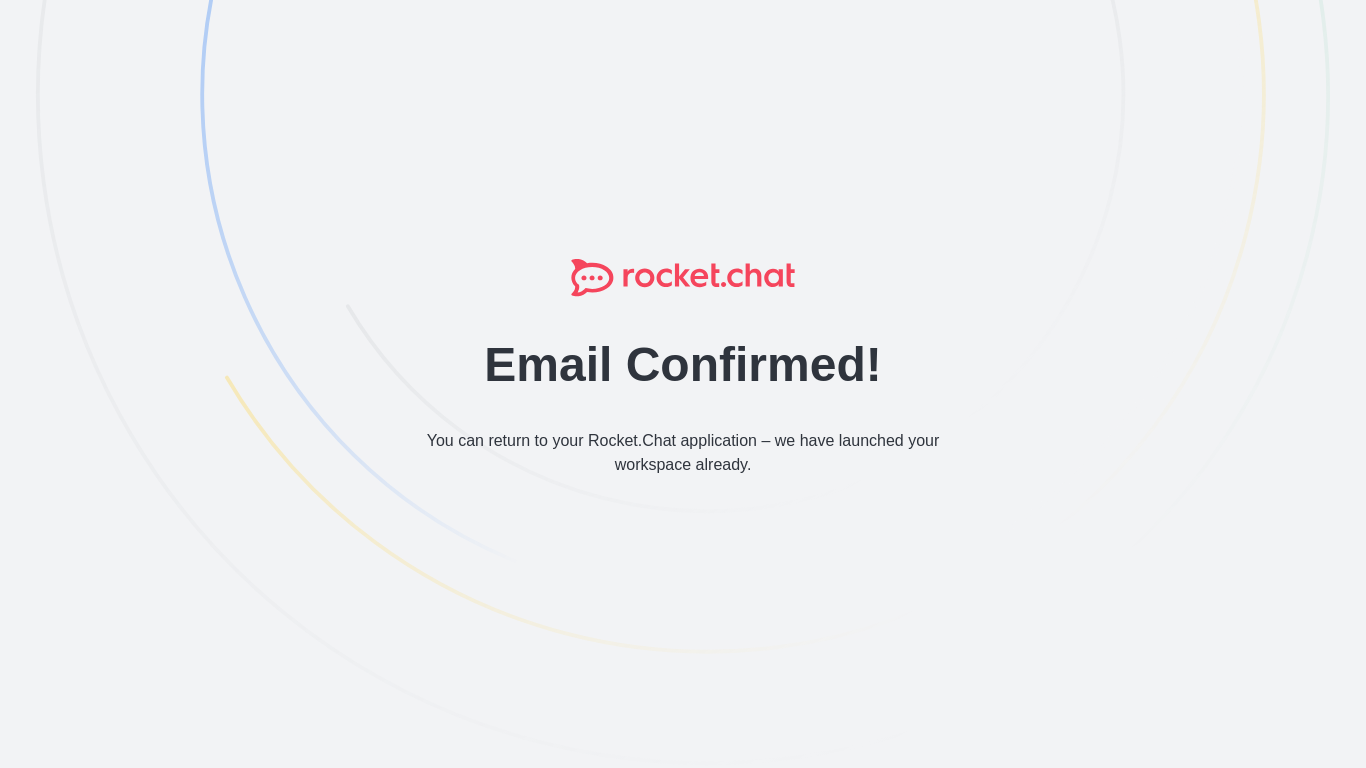 rocket.chat
Email Confirmed!
You can return to your Rocket.Chat application – we have launched your
workspace already.